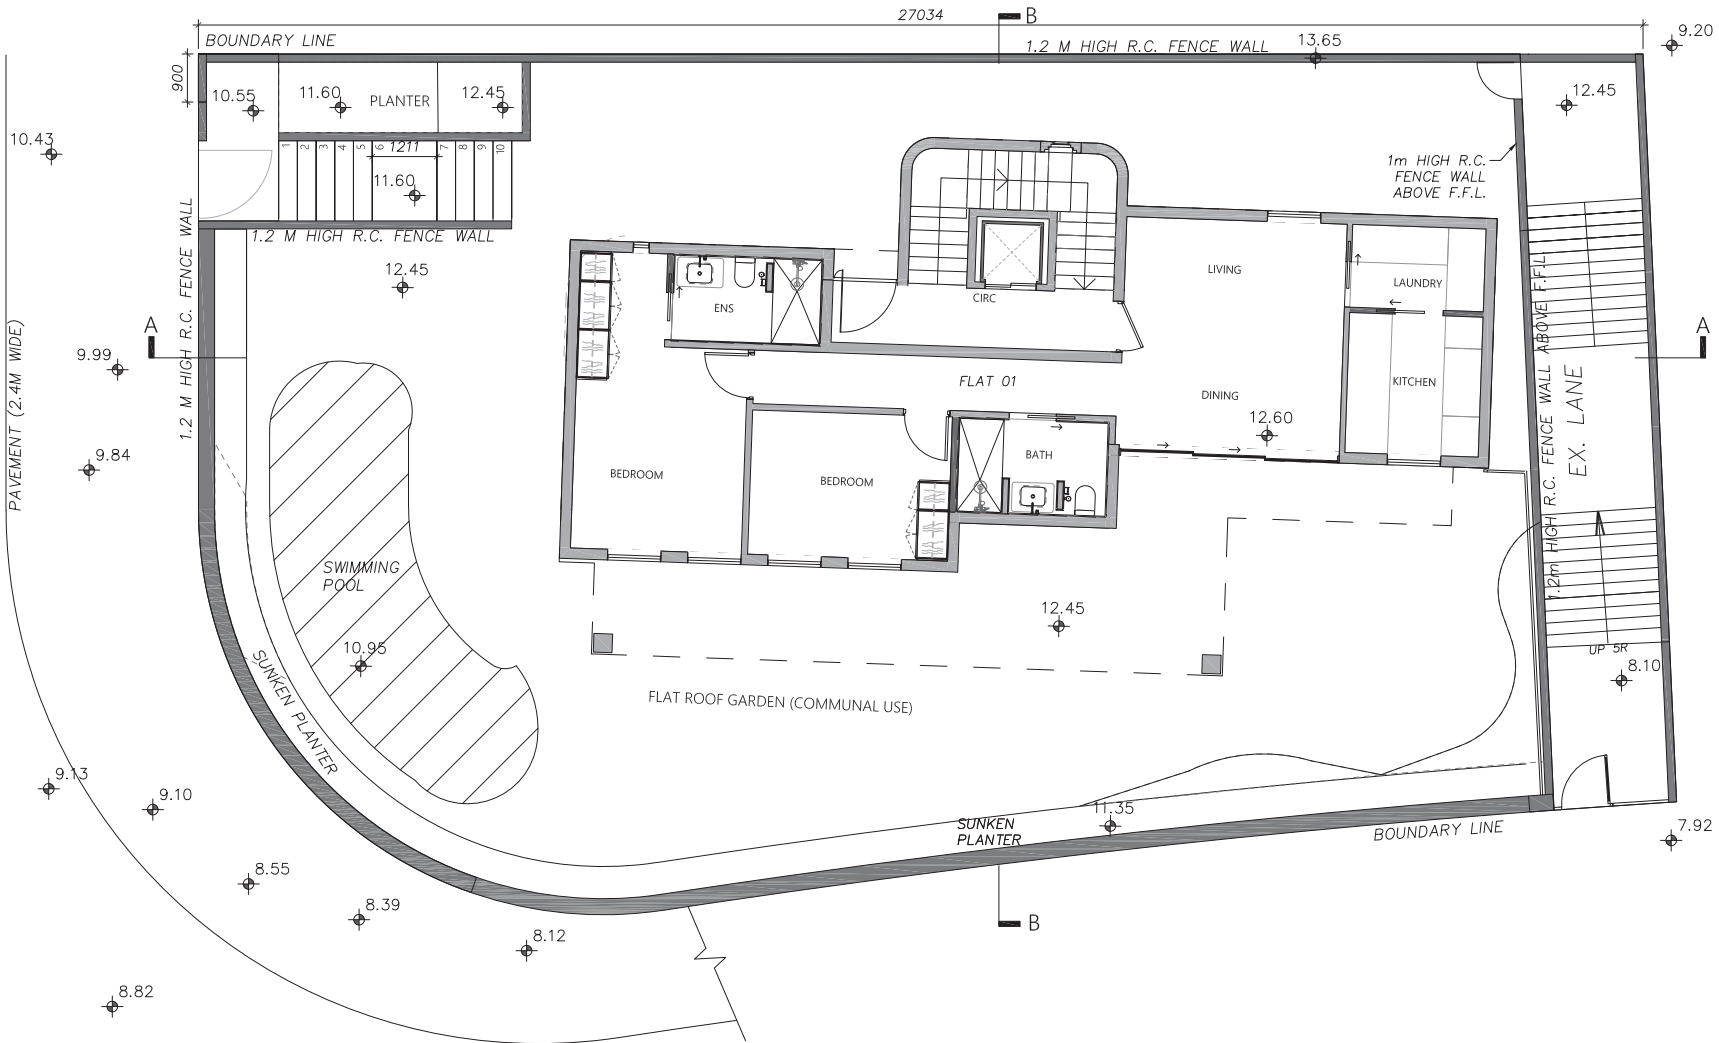 27034
B
BOUNDARY LINE
1.2 M HIGH R.C. FENCE WALL
13.65
9.20
900
10.55
11.60
PLANTER
12.45
12.45
10.43
1 2 3 4 5 6 7 8 9 10
1211
11.60
1m HIGH R.C.
FENCE WALL
ABOVE F.F.L.
1.2 M HIGH R.C. FENCE WALL
1.2 M HIGH R.C. FENCE WALL
12.45
LIVING
LAUNDRY
CIRC
ENS
A
A
9.99
PAVEMENT (2.4M WIDE)
FLAT 01
DINING
KITCHEN
12.60
1.2m HIGH R.C. FENCE WALL ABOVE F.F.L
EX. LANE
9.84
BEDROOM
BEDROOM
BATH
SWIMMING
POOL
12.45
10.95
UP 5R
8.10
SUNKEN PLANTER
FLAT ROOF GARDEN (COMMUNAL USE)
9.13
9.10
11.35
SUNKEN
PLANTER
BOUNDARY LINE
7.92
8.55
8.39
8.12
B
8.82